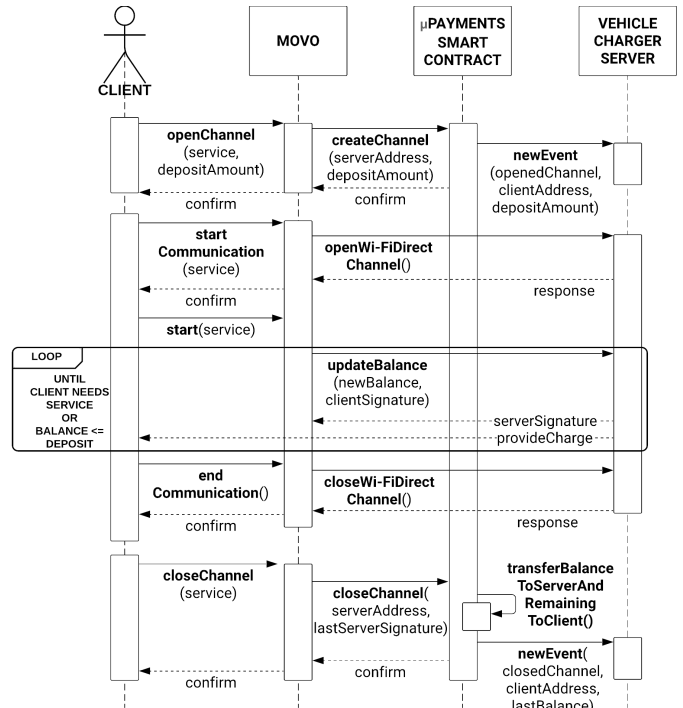 CLIENT
MOVO
µPAYMENTS
SMART
CONTRACT
VEHICLE
CHARGER
SERVER
openChannel
(service,
depositAmount)
confirm
createChannel
(serverAddress,
depositAmount)
confirm
newEvent
(openedChannel,
clientAddress,
depositAmount)
start
Communication
(service)
confirm
openWi-FiDirect
Channel()
response
start(service)
LOOP
UNTIL
CLIENT NEEDS
SERVICE
OR
BALANCE <=
DEPOSIT
updateBalance
(newBalance,
clientSignature)
serverSignature
provideCharge
end
Communication()
confirm
closeWi-FiDirect
Channel()
response
closeChannel
(service)
confirm
closeChannel(
serverAddress,
lastServerSignature)
confirm
transferBalance
ToServerAnd
Remaining
ToClient()
newEvent(
closedChannel,
clientAddress,
lastBalance)